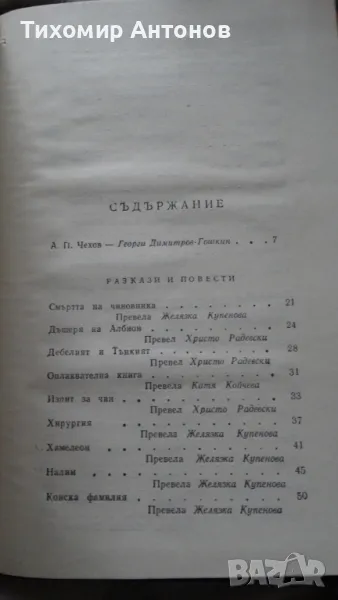 Тихомир Антонов
СЪДЪРЖАНИЕ
А. П. Чехов — Георги Димитров-Гошкин . . . 7
РАЗКАЗИ И ПОВЕСТИ
Смъртта на чиновника . . . . . . . . 21
Превела Желязка Купенова
Дъщеря на Албион . . . . . . . . 24
Превел Христо Радевски
Дебелият и Тънкият . . . . . . . . 28
Превел Христо Радевски
Оплаквателна книга . . . . . . . . 31
Превела Катя Койчева
Изпит за чин . . . . . . . . 33
Превел Христо Радевски
Хирургия . . . . . . . . 37
Превела Желязка Купенова
Хамелеон . . . . . . . . 41
Превела Желязка Купенова
Налим . . . . . . . . 45
Превела Желязка Купенова
Конска фамилия . . . . . . . . 50
Превела Желязка Купенова
BAZAR